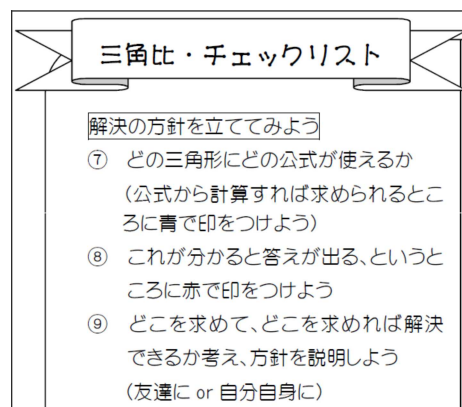 三角比・チェックリスト
解決の方針を立ててみよう
⑦ どの三角形にどの公式が使えるか
(公式から計算すれば求められるとこ
ろに青で印をつけよう)
⑧ これが分かると答えが出る、というと
ころに赤で印をつけよう
⑨ どこを求めて、どこを求めれば解決
できるか考え、方針を説明しよう
(友達に or 自分自身に)